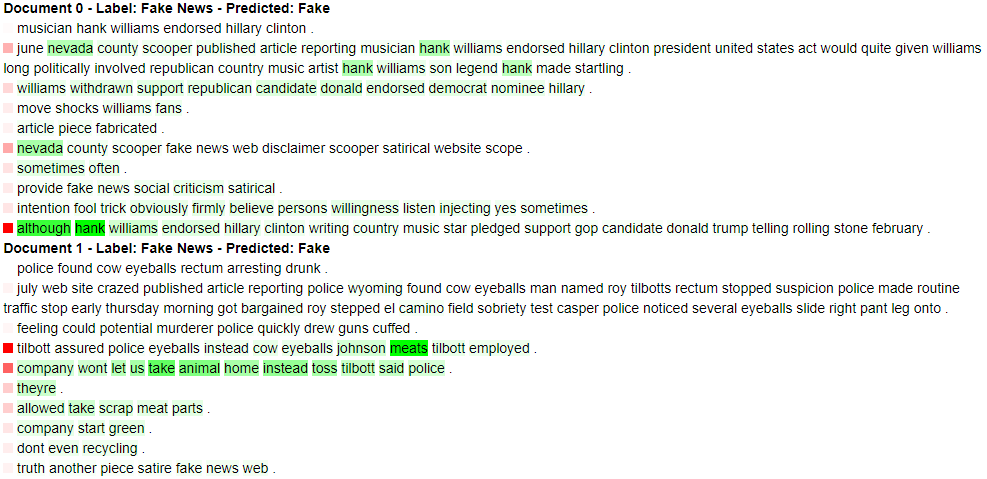 Document 0 - Label: Fake News - Predicted: Fake
musician hank williams endorsed hillary clinton .
june nevada county scooper published article reporting musician hank williams endorsed hillary clinton president united states act would quite given williams
long politically involved republican country music artist hank williams son legend hank made startling .
williams withdrawn support republican candidate donald endorsed democrat nominee hillary .
move shocks williams fans .
article piece fabricated .
nevada county scooper fake news web disclaimer scooper satirical website scope .
sometimes often .
provide fake news social criticism satirical .
intention fool trick obviously firmly believe persons willingness listen injecting yes sometimes .
although hank williams endorsed hillary clinton writing country music star pledged support gop candidate donald trump telling rolling stone february .
Document 1 - Label: Fake News - Predicted: Fake
police found cow eyeballs rectum arresting drunk .
july web site crazed published article reporting police wyoming found cow eyeballs man named roy tilbotts rectum stopped suspicion police made routine
traffic stop early thursday morning got bargained roy stepped el camino field sobriety test casper police noticed several eyeballs slide right pant leg onto .
feeling could potential murderer police quickly drew guns cuffed .
tilbott assured police eyeballs instead cow eyeballs johnson meats tilbott employed .
company wont let us take animal home instead toss tilbott said police .
theyre .
allowed take scrap meat parts .
company start green .
dont even recycling .
truth another piece satire fake news web .